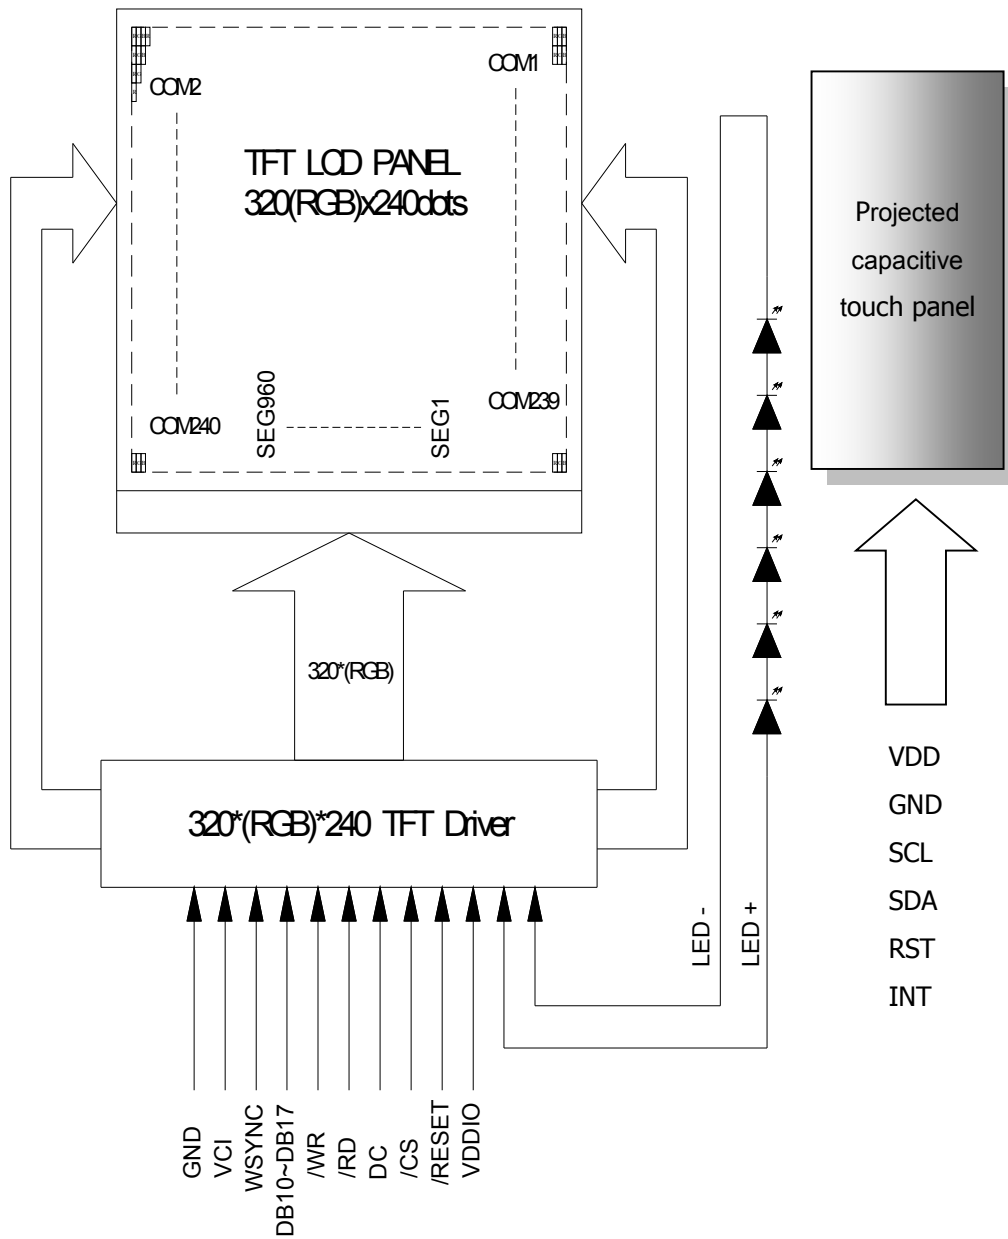 COM2
COM1
TFT LCD PANEL
320(RGB)x240dots
COM240
SEG960
SEG1
COM239
320*(RGB)
320*(RGB)*240 TFT Driver
GND
VCI
WSYNC
DB10~DB17
/WR
/RD
DC
/CS
/RESET
VDDIO
LED -
LED +
Projected
capacitive
touch panel
VDD
GND
SCL
SDA
RST
INT